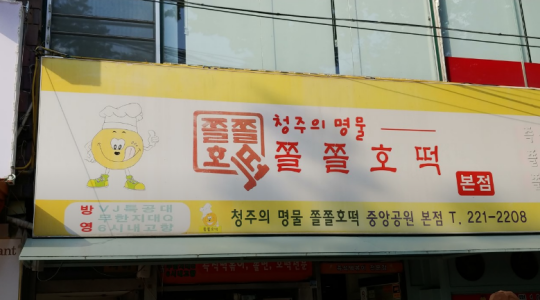 쫄쫄
호떡
청주의 명물
쫄쫄호떡
본점
방영
VJ특공대
무한지대Q
6시내고향
청주의 명물 쫄쫄호떡 중앙공원 본점 T. 221-2208